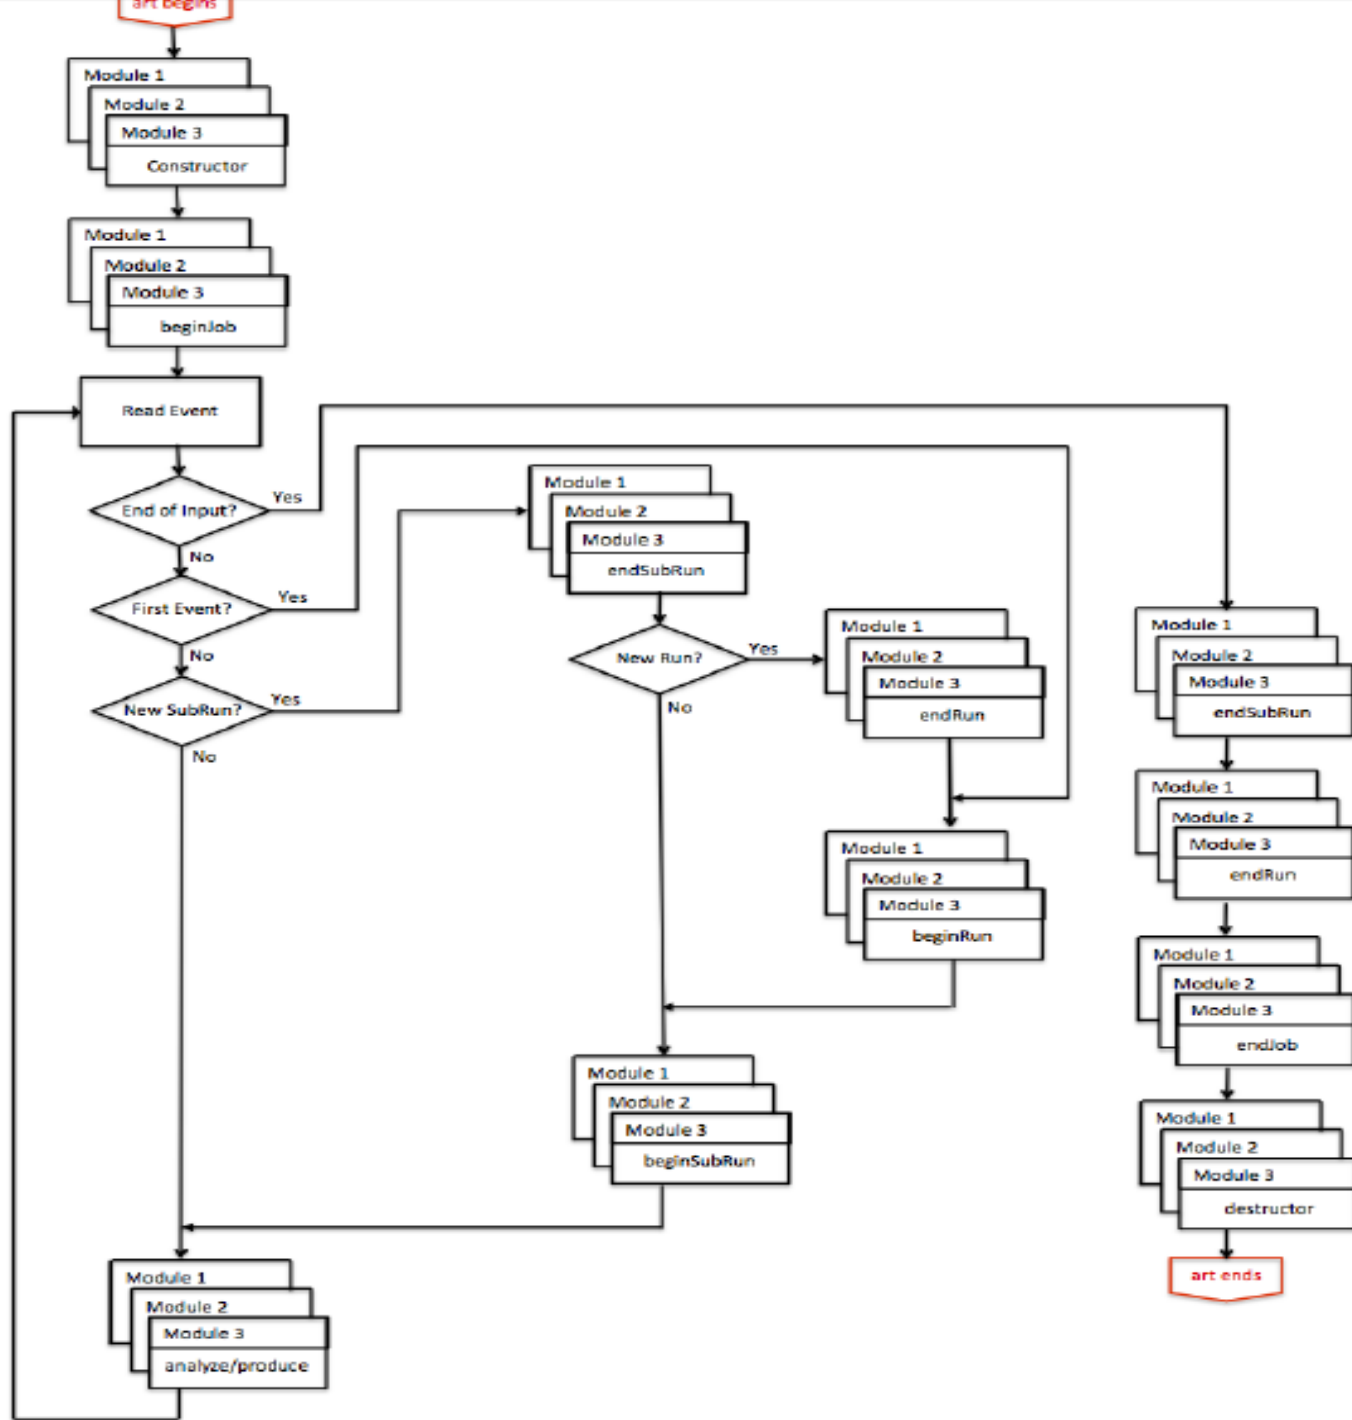 art begins
Module 1
Module 2
Module 3
Constructor
Module 1
Module 2
Module 3
beginJob
Read Event
End of Input?
Yes
No
First Event?
Yes
No
New SubRun?
Yes
No
Module 1
Module 2
Module 3
endSubRun
New Run?
Yes
No
Module 1
Module 2
Module 3
endRun
Module 1
Module 2
Module 3
beginRun
Module 1
Module 2
Module 3
beginSubRun
Module 1
Module 2
Module 3
analyze/produce
Module 1
Module 2
Module 3
endSubRun
Module 1
Module 2
Module 3
endRun
Module 1
Module 2
Module 3
endJob
Module 1
Module 2
Module 3
destructor
art ends